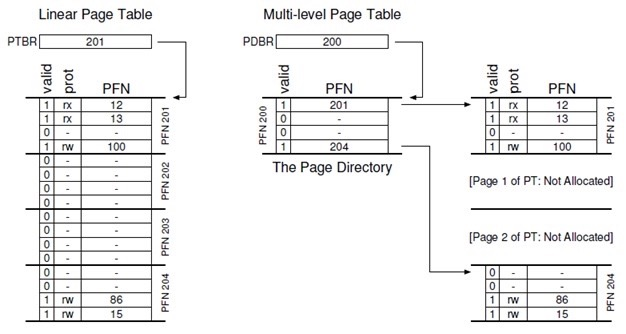 Linear Page Table
PTBR 201
valid prot PFN
1 rx 12
1 rx 13
0 - -
1 rw 100
PFN 201
0 - -
0 - -
0 - -
0 - -
PFN 202
0 - -
0 - -
0 - -
0 - -
PFN 203
0 - -
0 - -
1 rw 86
1 rw 15
PFN 204
Multi-level Page Table
PDBR 200
valid PFN
PFN 200
1 201
0 -
0 -
1 204
The Page Directory
valid prot PFN
1 rx 12
1 rx 13
0 - -
1 rw 100
PFN 201
[Page 1 of PT: Not Allocated]
[Page 2 of PT: Not Allocated]
0 - -
0 - -
1 rw 86
1 rw 15
PFN 204